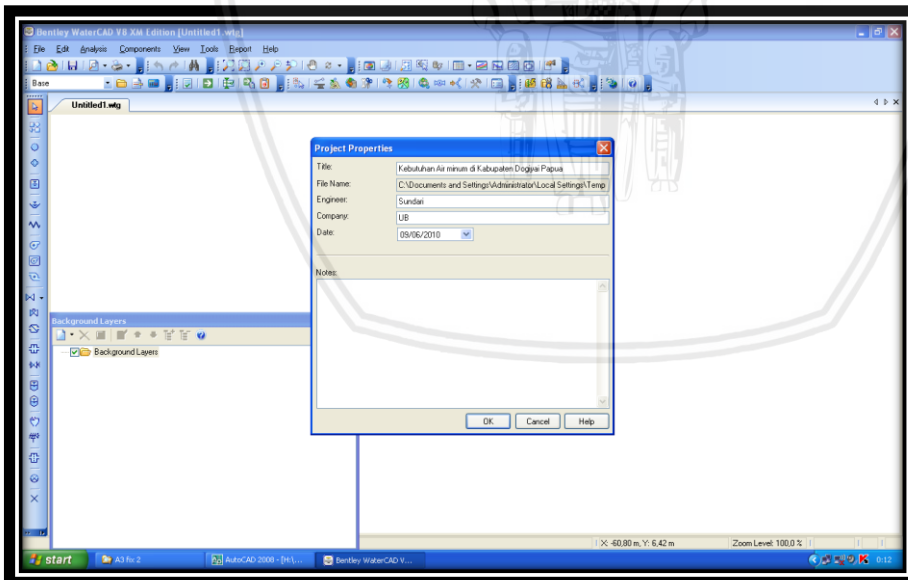 Bentley WaterCAD V8 XM Edition [Untitled1.wtg]
File Edit Analysis Components View Tools Report Help
Base
Untitled1.wtg
Project Properties
Title: Kebutuhan Air minum di Kabupaten Dogiyai Papua
File Name: C:\Documents and Settings\Administrator\Local Settings\Temp
Engineer: Sundari
Company: UB
Date: 09/06/2010
Notes:
Background Layers
Background Layers
OK Cancel Help
X: -60,80 m, Y: 6,42 m Zoom Level: 100,0 %
start A3 fix 2 AutoCAD 2008 - [H:\... Bentley WaterCAD V... 0:12